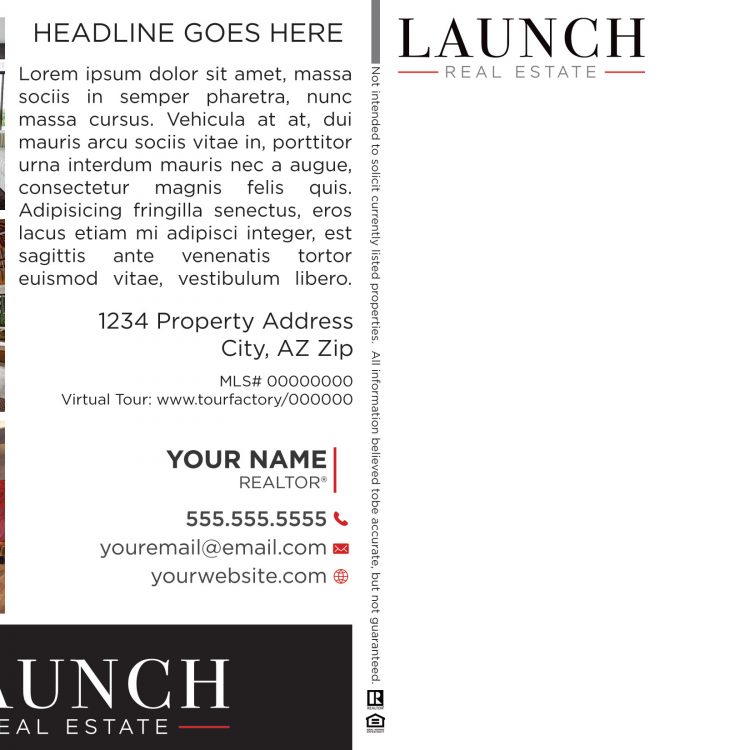 HEADLINE GOES HERE
Lorem ipsum dolor sit amet, massa
sociis in semper pharetra, nunc
massa cursus. Vehicula at at, dui
mauris arcu sociis vitae in, porttitor
urna interdum mauris nec a augue,
consectetur magnis felis quis.
Adipisicing fringilla senectus, eros
lacus etiam mi adipisci integer, est
sagittis ante venenatis tortor
euismod vitae, vestibulum libero.
1234 Property Address
City, AZ Zip
MLS# 00000000
Virtual Tour: www.tourfactory/000000
YOUR NAME
REALTOR®
555.555.5555
youremail@email.com
yourwebsite.com
AUNCH
EAL ESTATE
Not intended to solicit currently listed properties. All information believed tobe accurate, but not guaranteed.
REALTOR
LAUNCH
REAL ESTATE